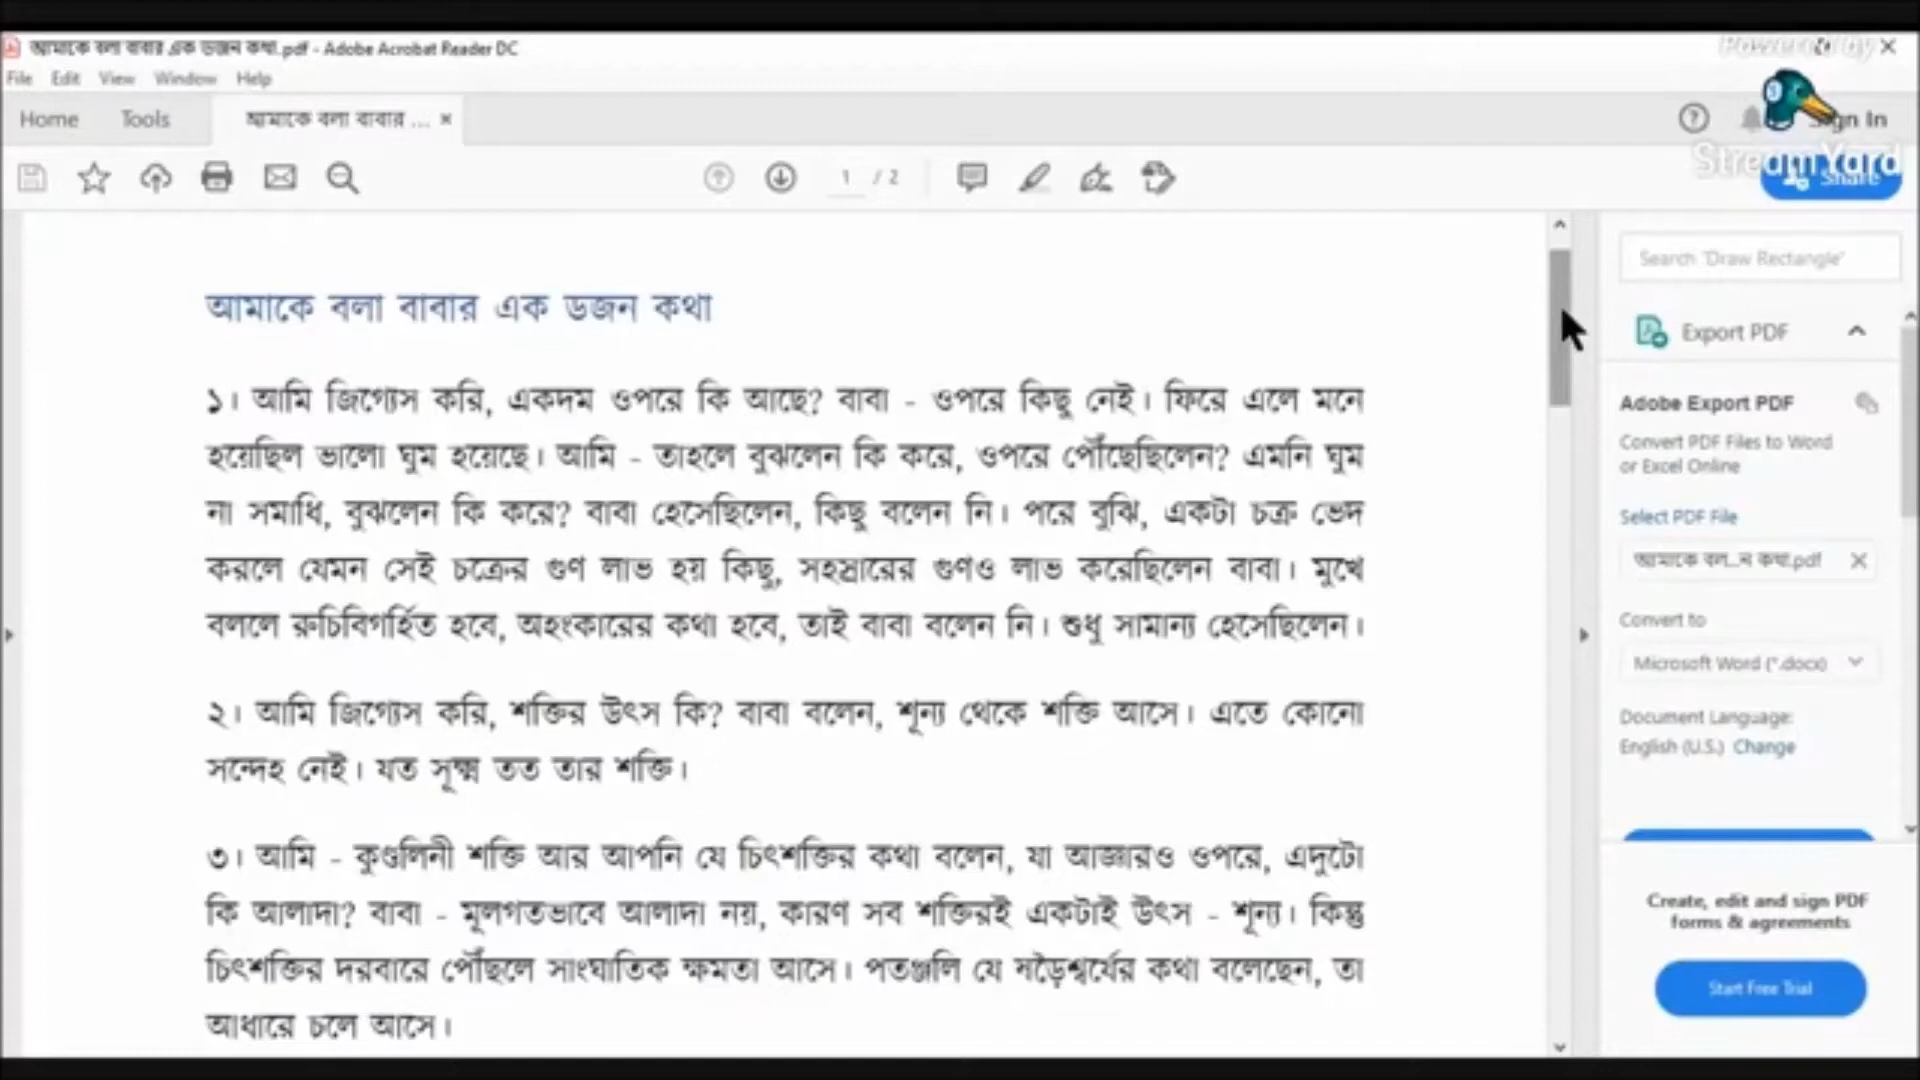 আমাকে বলা বাবার এক ডজন কথা.pdf - Adobe Acrobat Reader DC
Powered by
File Edit View Window Help
Home Tools আমাকে বলা বাবার ... Sign In
StreamYard
1 / 2 Share
Search 'Draw Rectangle'
আমাকে বলা বাবার এক ডজন কথা
১। আমি জিগ্যেস করি, একদম ওপরে কি আছে? বাবা - ওপরে কিছু নেই। ফিরে এলে মনে
হয়েছিল ভালো ঘুম হয়েছে। আমি - তাহলে বুঝলেন কি করে, ওপরে পৌঁছেছিলেন? এমনি ঘুম
না সমাধি, বুঝলেন কি করে? বাবা হেসেছিলেন, কিছু বলেন নি। পরে বুঝি, একটা চক্র ভেদ
করলে যেমন সেই চক্রের গুণ লাভ হয় কিছু, সহস্রারের গুণও লাভ করেছিলেন বাবা। মুখে
বললে রুচিবিগর্হিত হবে, অহংকারের কথা হবে, তাই বাবা বলেন নি। শুধু সামান্য হেসেছিলেন।
২। আমি জিগ্যেস করি, শক্তির উৎস কি? বাবা বলেন, শূন্য থেকে শক্তি আসে। এতে কোনো
সন্দেহ নেই। যত সূক্ষ্ম তত তার শক্তি।
৩। আমি - কুণ্ডলিনী শক্তি আর আপনি যে চিৎশক্তির কথা বলেন, যা আজ্ঞারও ওপরে, এদুটো
কি আলাদা? বাবা - মূলগতভাবে আলাদা নয়, কারণ সব শক্তিরই একটাই উৎস - শূন্য। কিন্তু
চিৎশক্তির দরবারে পৌঁছলে সাংঘাতিক ক্ষমতা আসে। পতঞ্জলি যে ষড়ৈশ্বর্যের কথা বলেছেন, তা
আধারে চলে আসে।
Export PDF
Adobe Export PDF
Convert PDF Files to Word
or Excel Online
Select PDF File
আমাকে বল...ন কথা.pdf
Convert to
Microsoft Word (*.docx)
Document Language:
English (U.S.) Change
Create, edit and sign PDF
forms & agreements
Start Free Trial